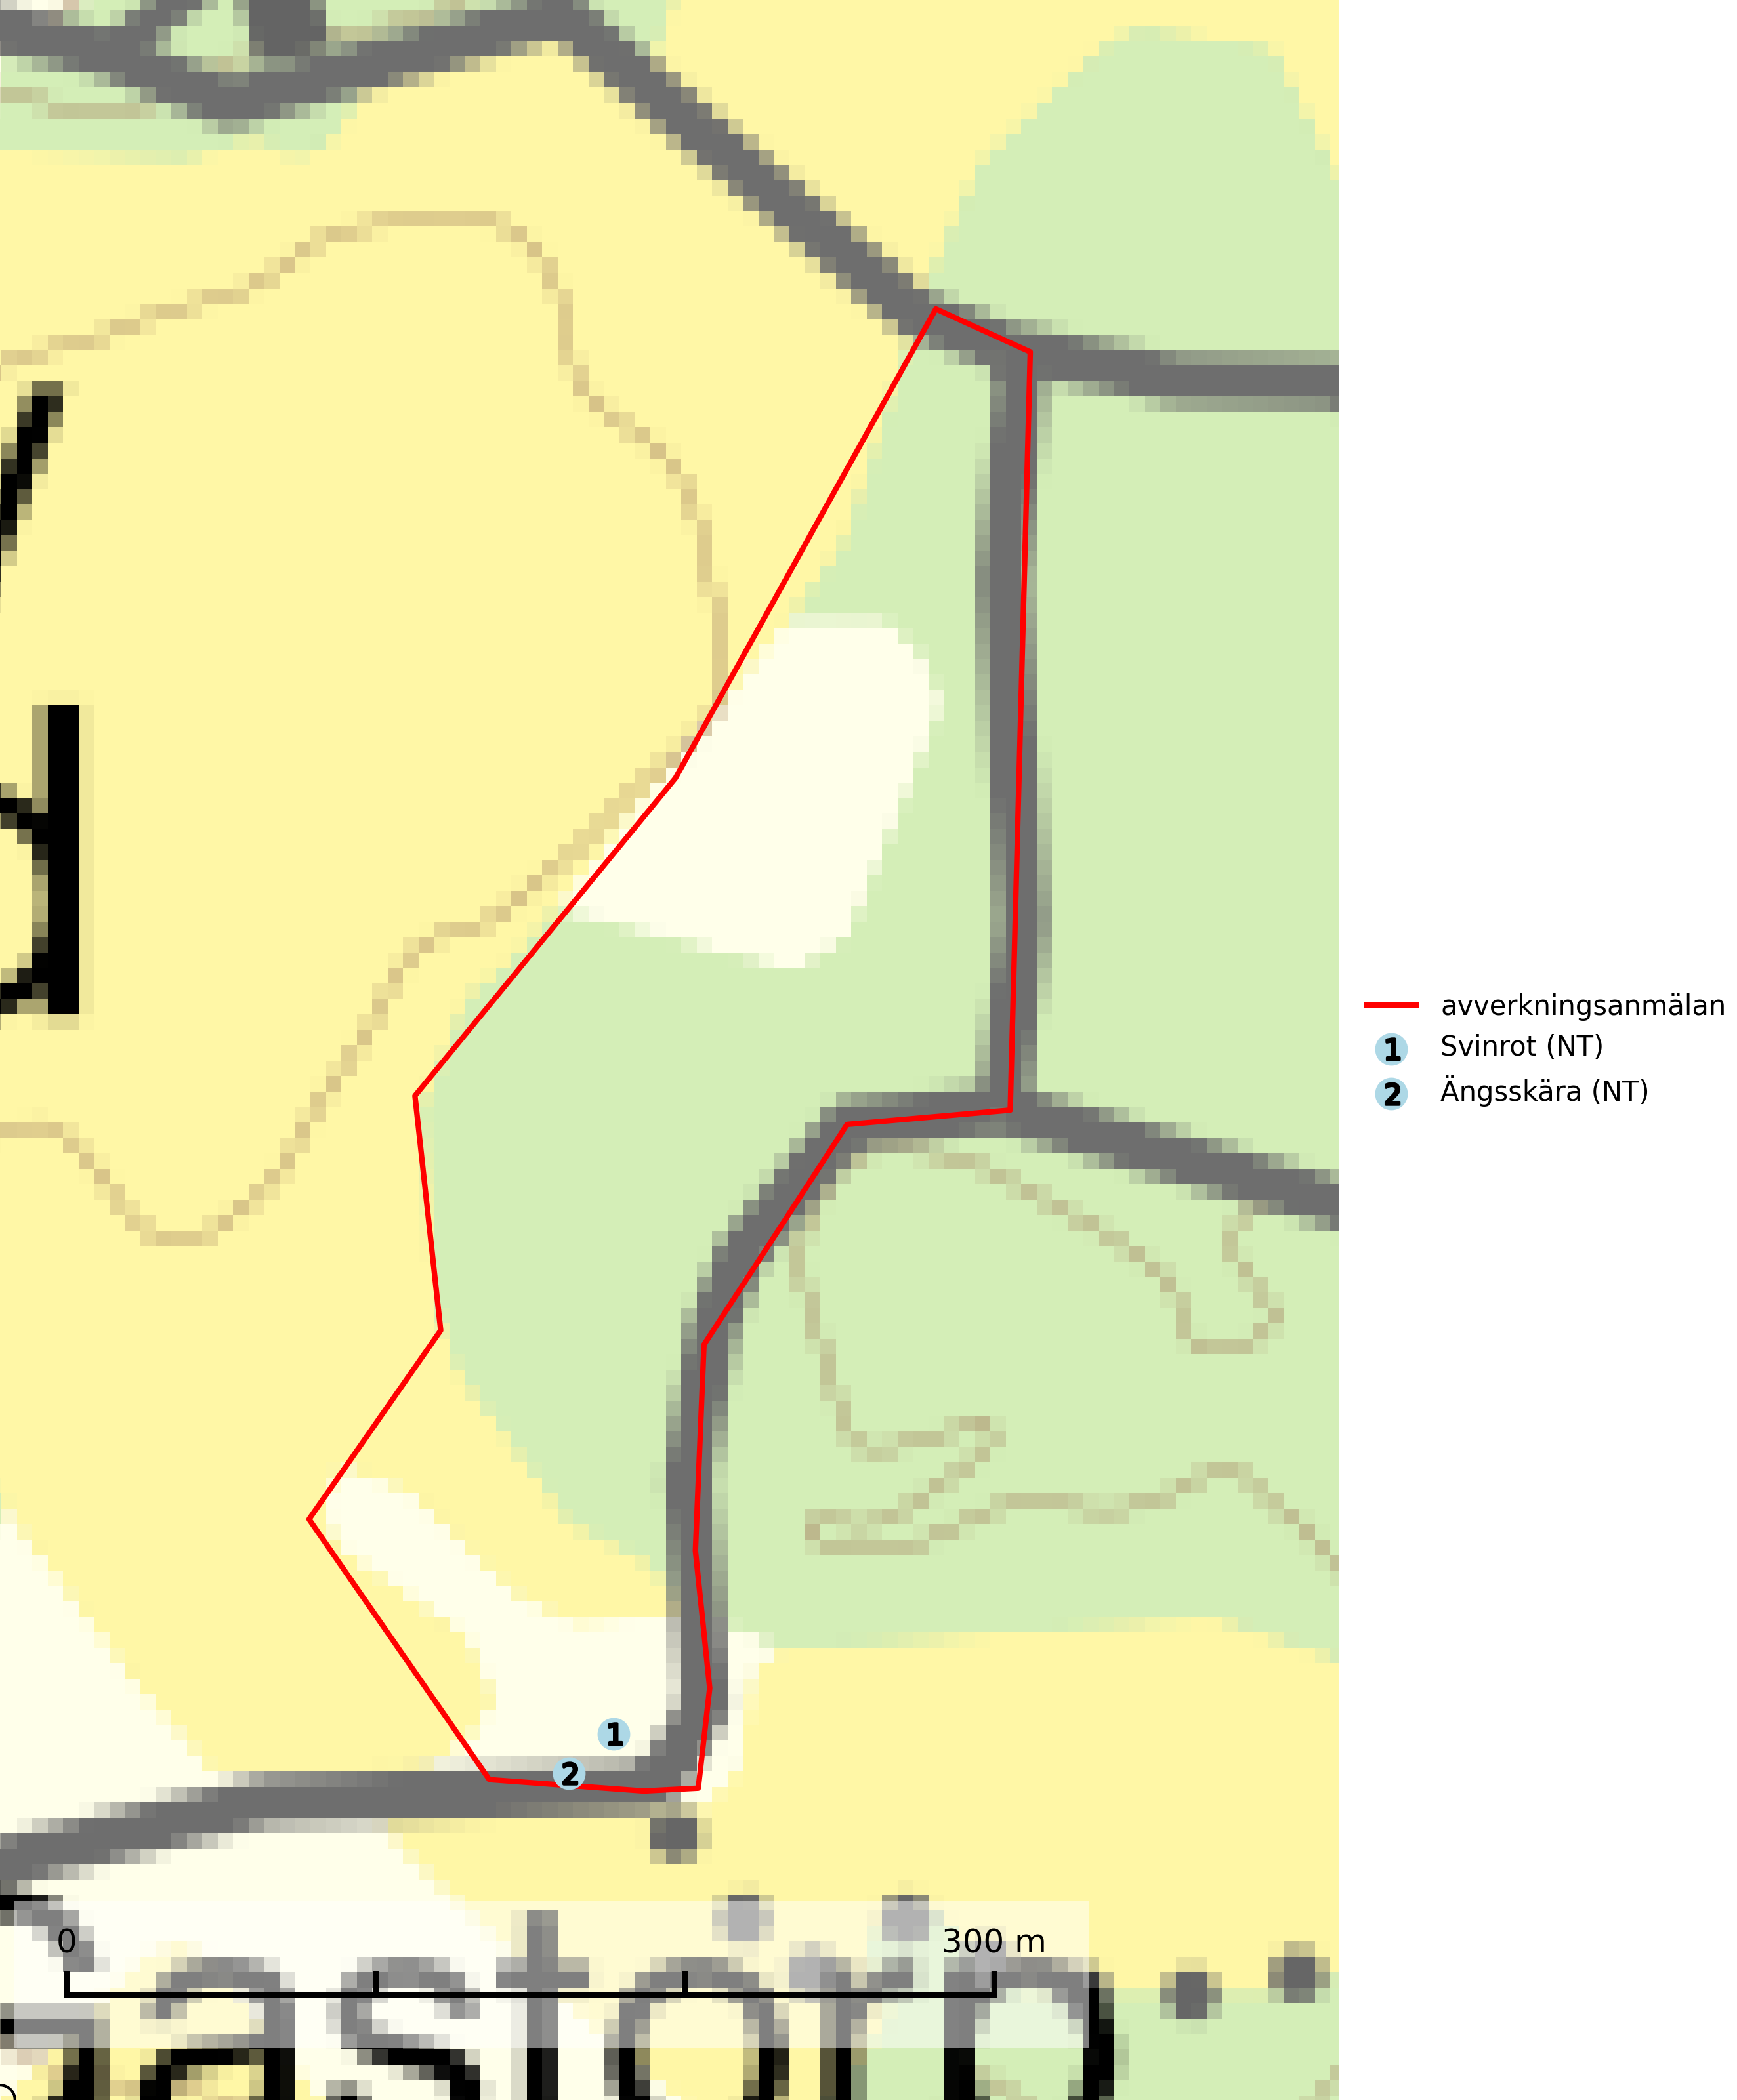 avverkningsanmälan
1 Svinrot (NT)
2 Ängsskära (NT)
1
2
0 300 m